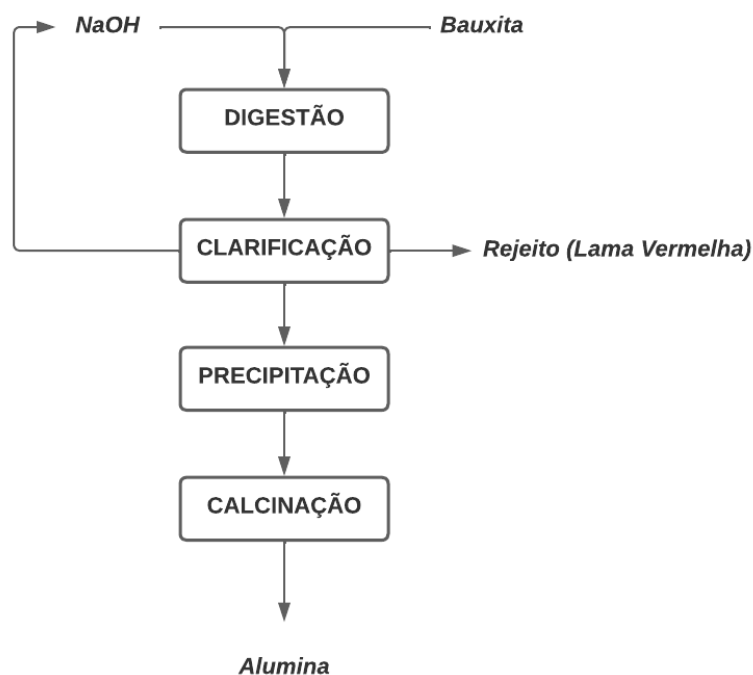 NaOH
Bauxita
DIGESTÃO
CLARIFICAÇÃO
Rejeito (Lama Vermelha)
PRECIPITAÇÃO
CALCINAÇÃO
Alumina